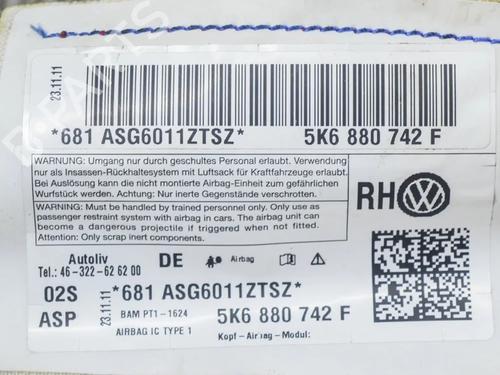 23.11.11
*681 ASG6011ZTSZ* 5K6 880 742 F
WARNUNG: Umgang nur durch geschultes Personal erlaubt. Verwendung
nur als Insassen-Rückhaltesystem mit Luftsack für Kraftfahrzeuge erlaubt.
Bei Auslösung kann die nicht montierte Airbag-Einheit zum gefährlichen
Wurfstück werden. Achtung: Nur inerte Gegenstände verschrotten.
WARNING: Must be handled by trained personnel only. Only use as
passenger restraint system with airbag in cars. The airbag unit can
become a dangerous projectile if triggered when not fitted.
Attention: Only scrap inert components.
RH
Autoliv
Tel.: 46-322-62 62 00
DE
Airbag
02S
ASP
23.11.11
*681 ASG6011ZTSZ*
BAM PT1-1624
5K6 880 742 F
AIRBAG IC TYPE 1
Kopf-Airbag-Modul: